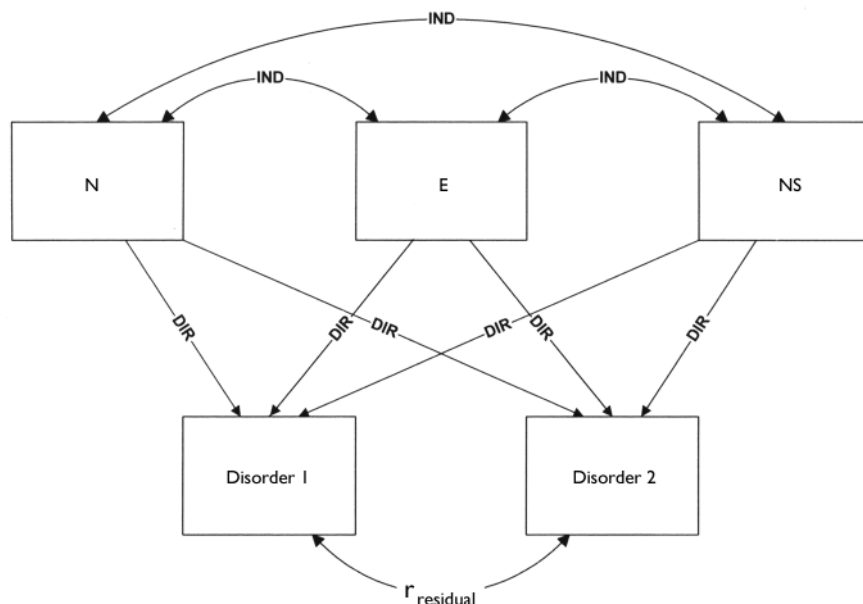 IND
IND
IND
N
E
NS
DIR
DIR
DIR
DIR
DIR
DIR
Disorder 1
Disorder 2
r residual